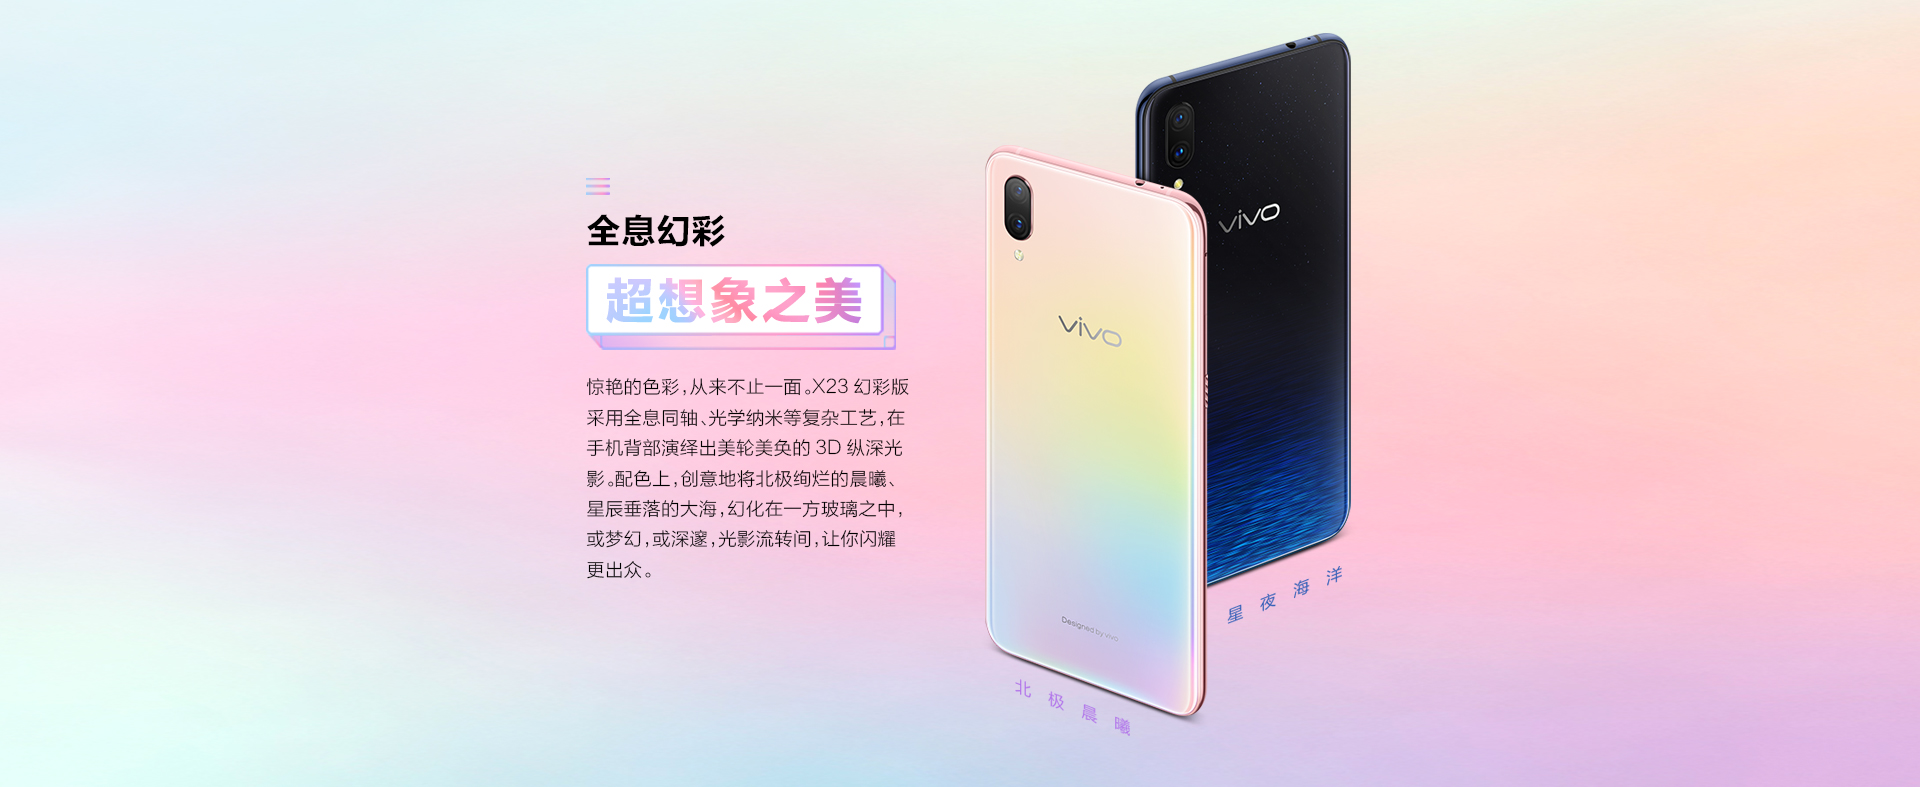 全息幻彩
超想象之美
惊艳的色彩,从来不止一面。X23 幻彩版
采用全息同轴、光学纳米等复杂工艺,在
手机背部演绎出美轮美奂的 3D 纵深光
影。配色上,创意地将北极绚烂的晨曦、
星辰垂落的大海,幻化在一方玻璃之中,
或梦幻,或深邃,光影流转间,让你闪耀
更出众。
vivo
vivo
Designed by vivo
星夜海洋
北极晨曦